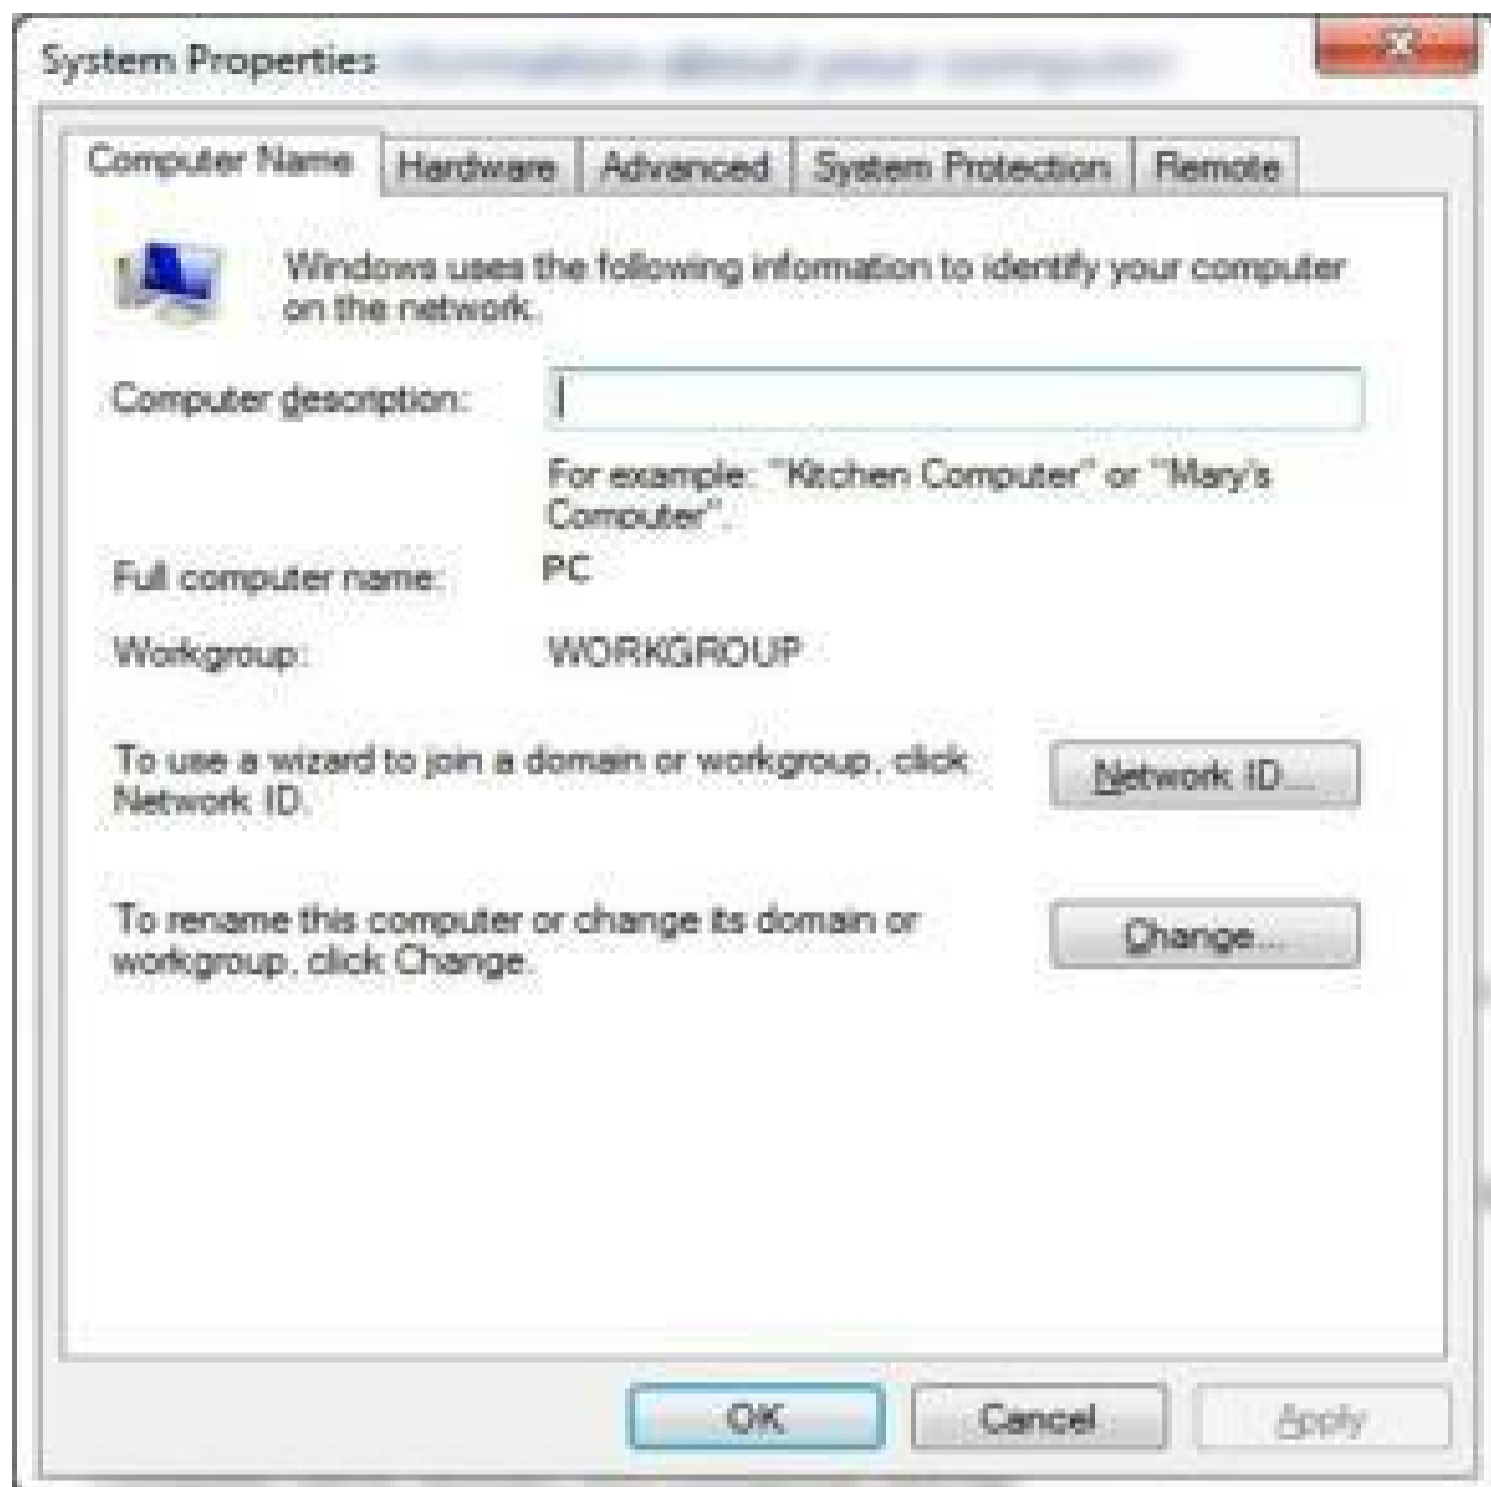 System Properties
Computer Name Hardware Advanced System Protection Remote
Windows uses the following information to identify your computer
on the network.
Computer description:
For example: "Kitchen Computer" or "Mary's
Computer".
Full computer name: PC
Workgroup: WORKGROUP
To use a wizard to join a domain or workgroup, click
Network ID.
Network ID...
To rename this computer or change its domain or
workgroup, click Change.
Change...
OK Cancel Apply